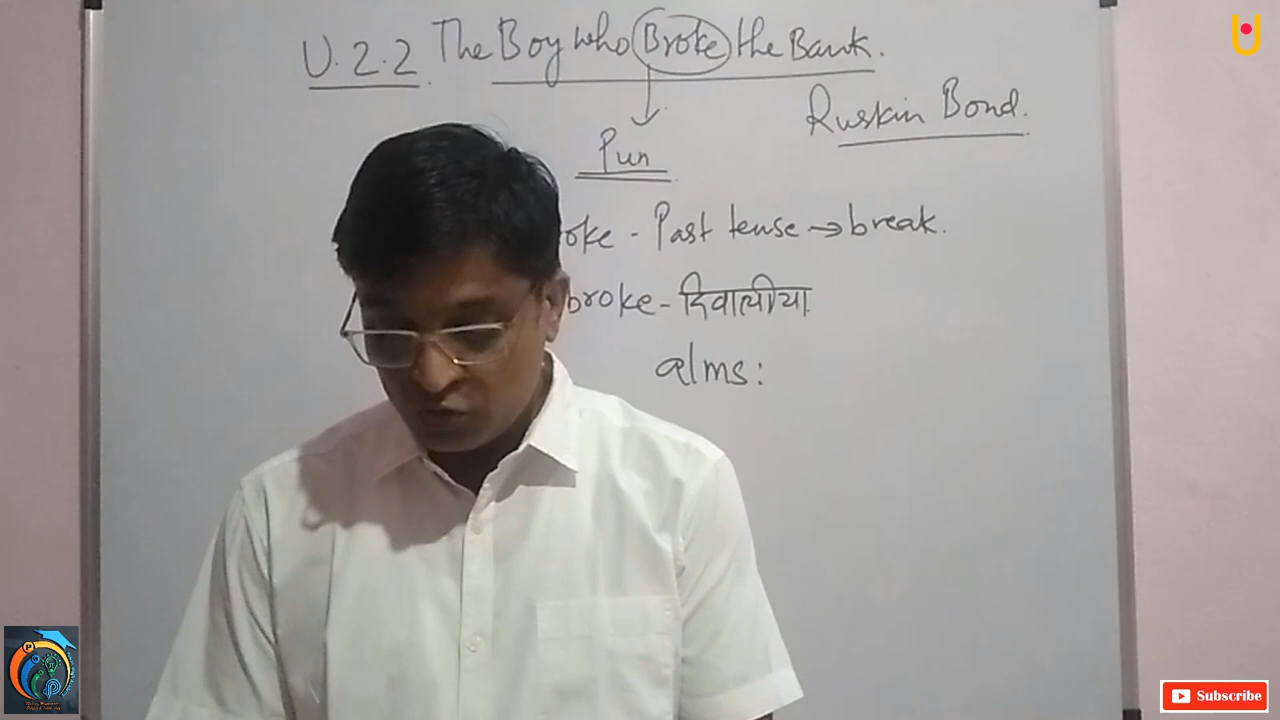 U.2.2 The Boy who Broke the Bank.
Ruskin Bond.
Pun
oke - Past tense → break.
broke - दिवालीया
alms:
Subscribe